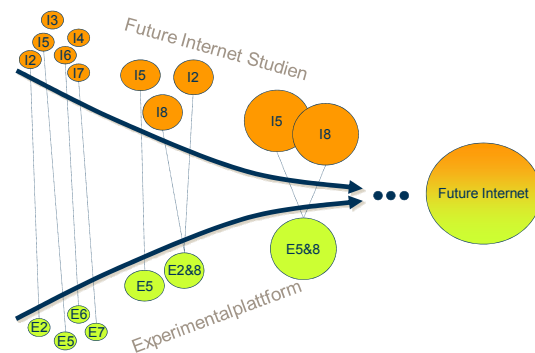 I3
I5
I4
I2
I6
I7
Future Internet Studien
I5
I2
I8
I5
I8
Future Internet
E5&8
E2&8
E5
E2
E6
E5
E7
Experimentalplattform